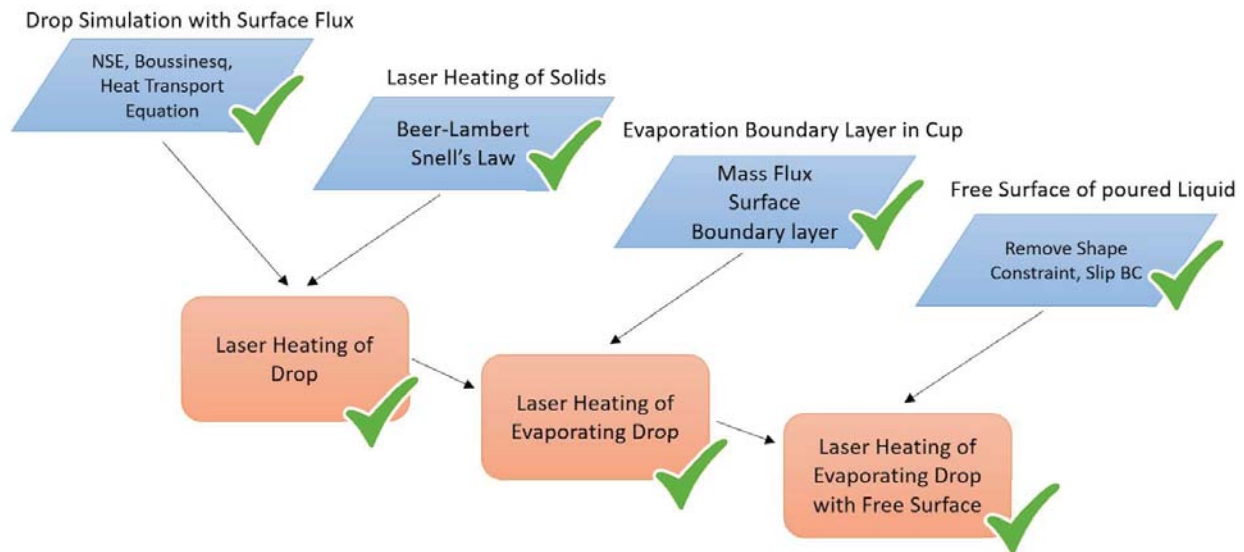 Drop Simulation with Surface Flux
NSE, Boussinesq,
Heat Transport
Equation
Laser Heating of Solids
Beer-Lambert
Snell's Law
Evaporation Boundary Layer in Cup
Mass Flux
Surface
Boundary layer
Free Surface of poured Liquid
Remove Shape
Constraint, Slip BC
Laser Heating of
Drop
Laser Heating of
Evaporating Drop
Laser Heating of
Evaporating Drop
with Free Surface